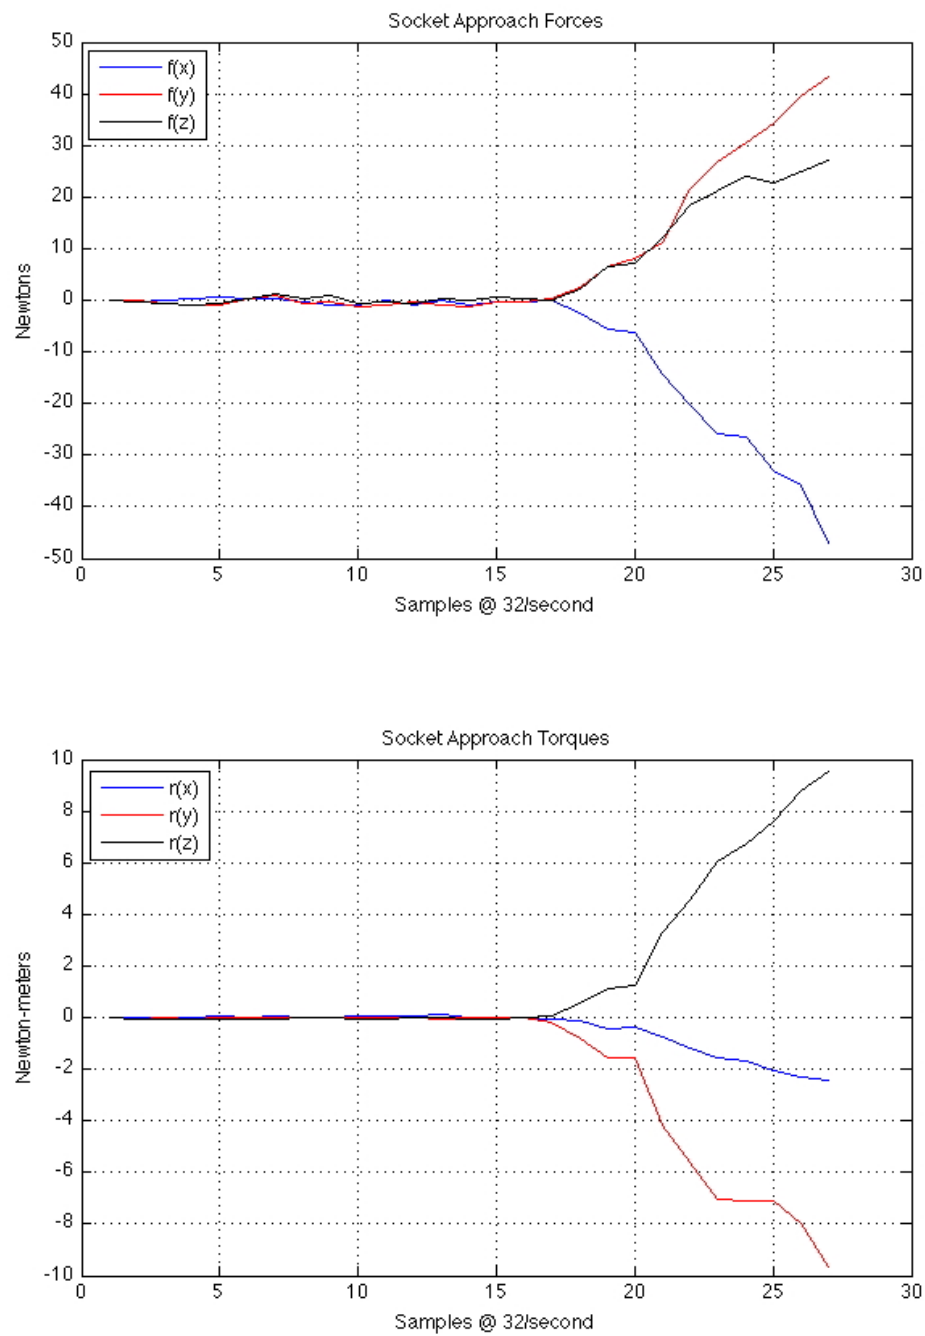 Socket Approach Forces
50
40
30
20
10
0
-10
-20
-30
-40
-50
Newtons
f(x)
f(y)
f(z)
0 5 10 15 20 25 30
Samples @ 32/second
Socket Approach Torques
10
8
6
4
2
0
-2
-4
-6
-8
-10
Newton-meters
r(x)
r(y)
r(z)
0 5 10 15 20 25 30
Samples @ 32/second